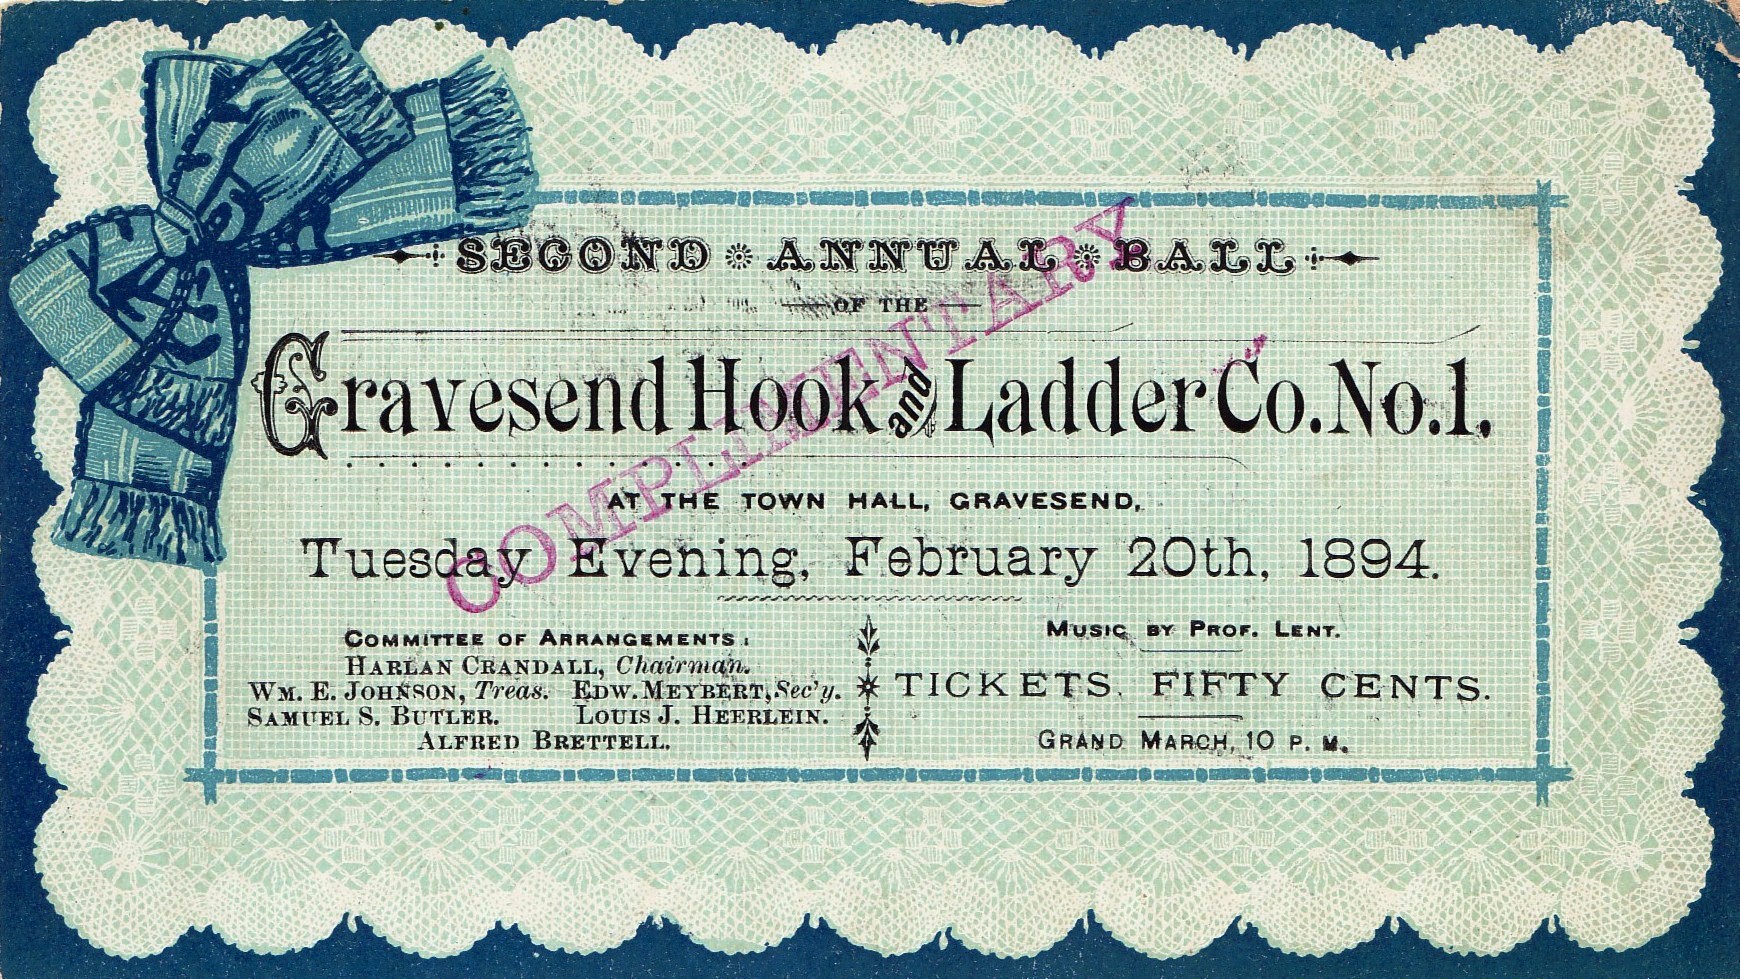 SECOND ANNUAL BALL
OF THE
Gravesend Hook and Ladder Co. No. 1.
COMPLIMENTARY
AT THE TOWN HALL, GRAVESEND,
Tuesday Evening, February 20th, 1894.
COMMITTEE OF ARRANGEMENTS:
HARLAN CRANDALL, Chairman.
WM. E. JOHNSON, Treas. EDW. MEYBERT, Sec'y.
SAMUEL S. BUTLER. LOUIS J. HEERLEIN.
ALFRED BRETTELL.
MUSIC BY PROF. LENT.
TICKETS, FIFTY CENTS.
GRAND MARCH, 10 P. M.